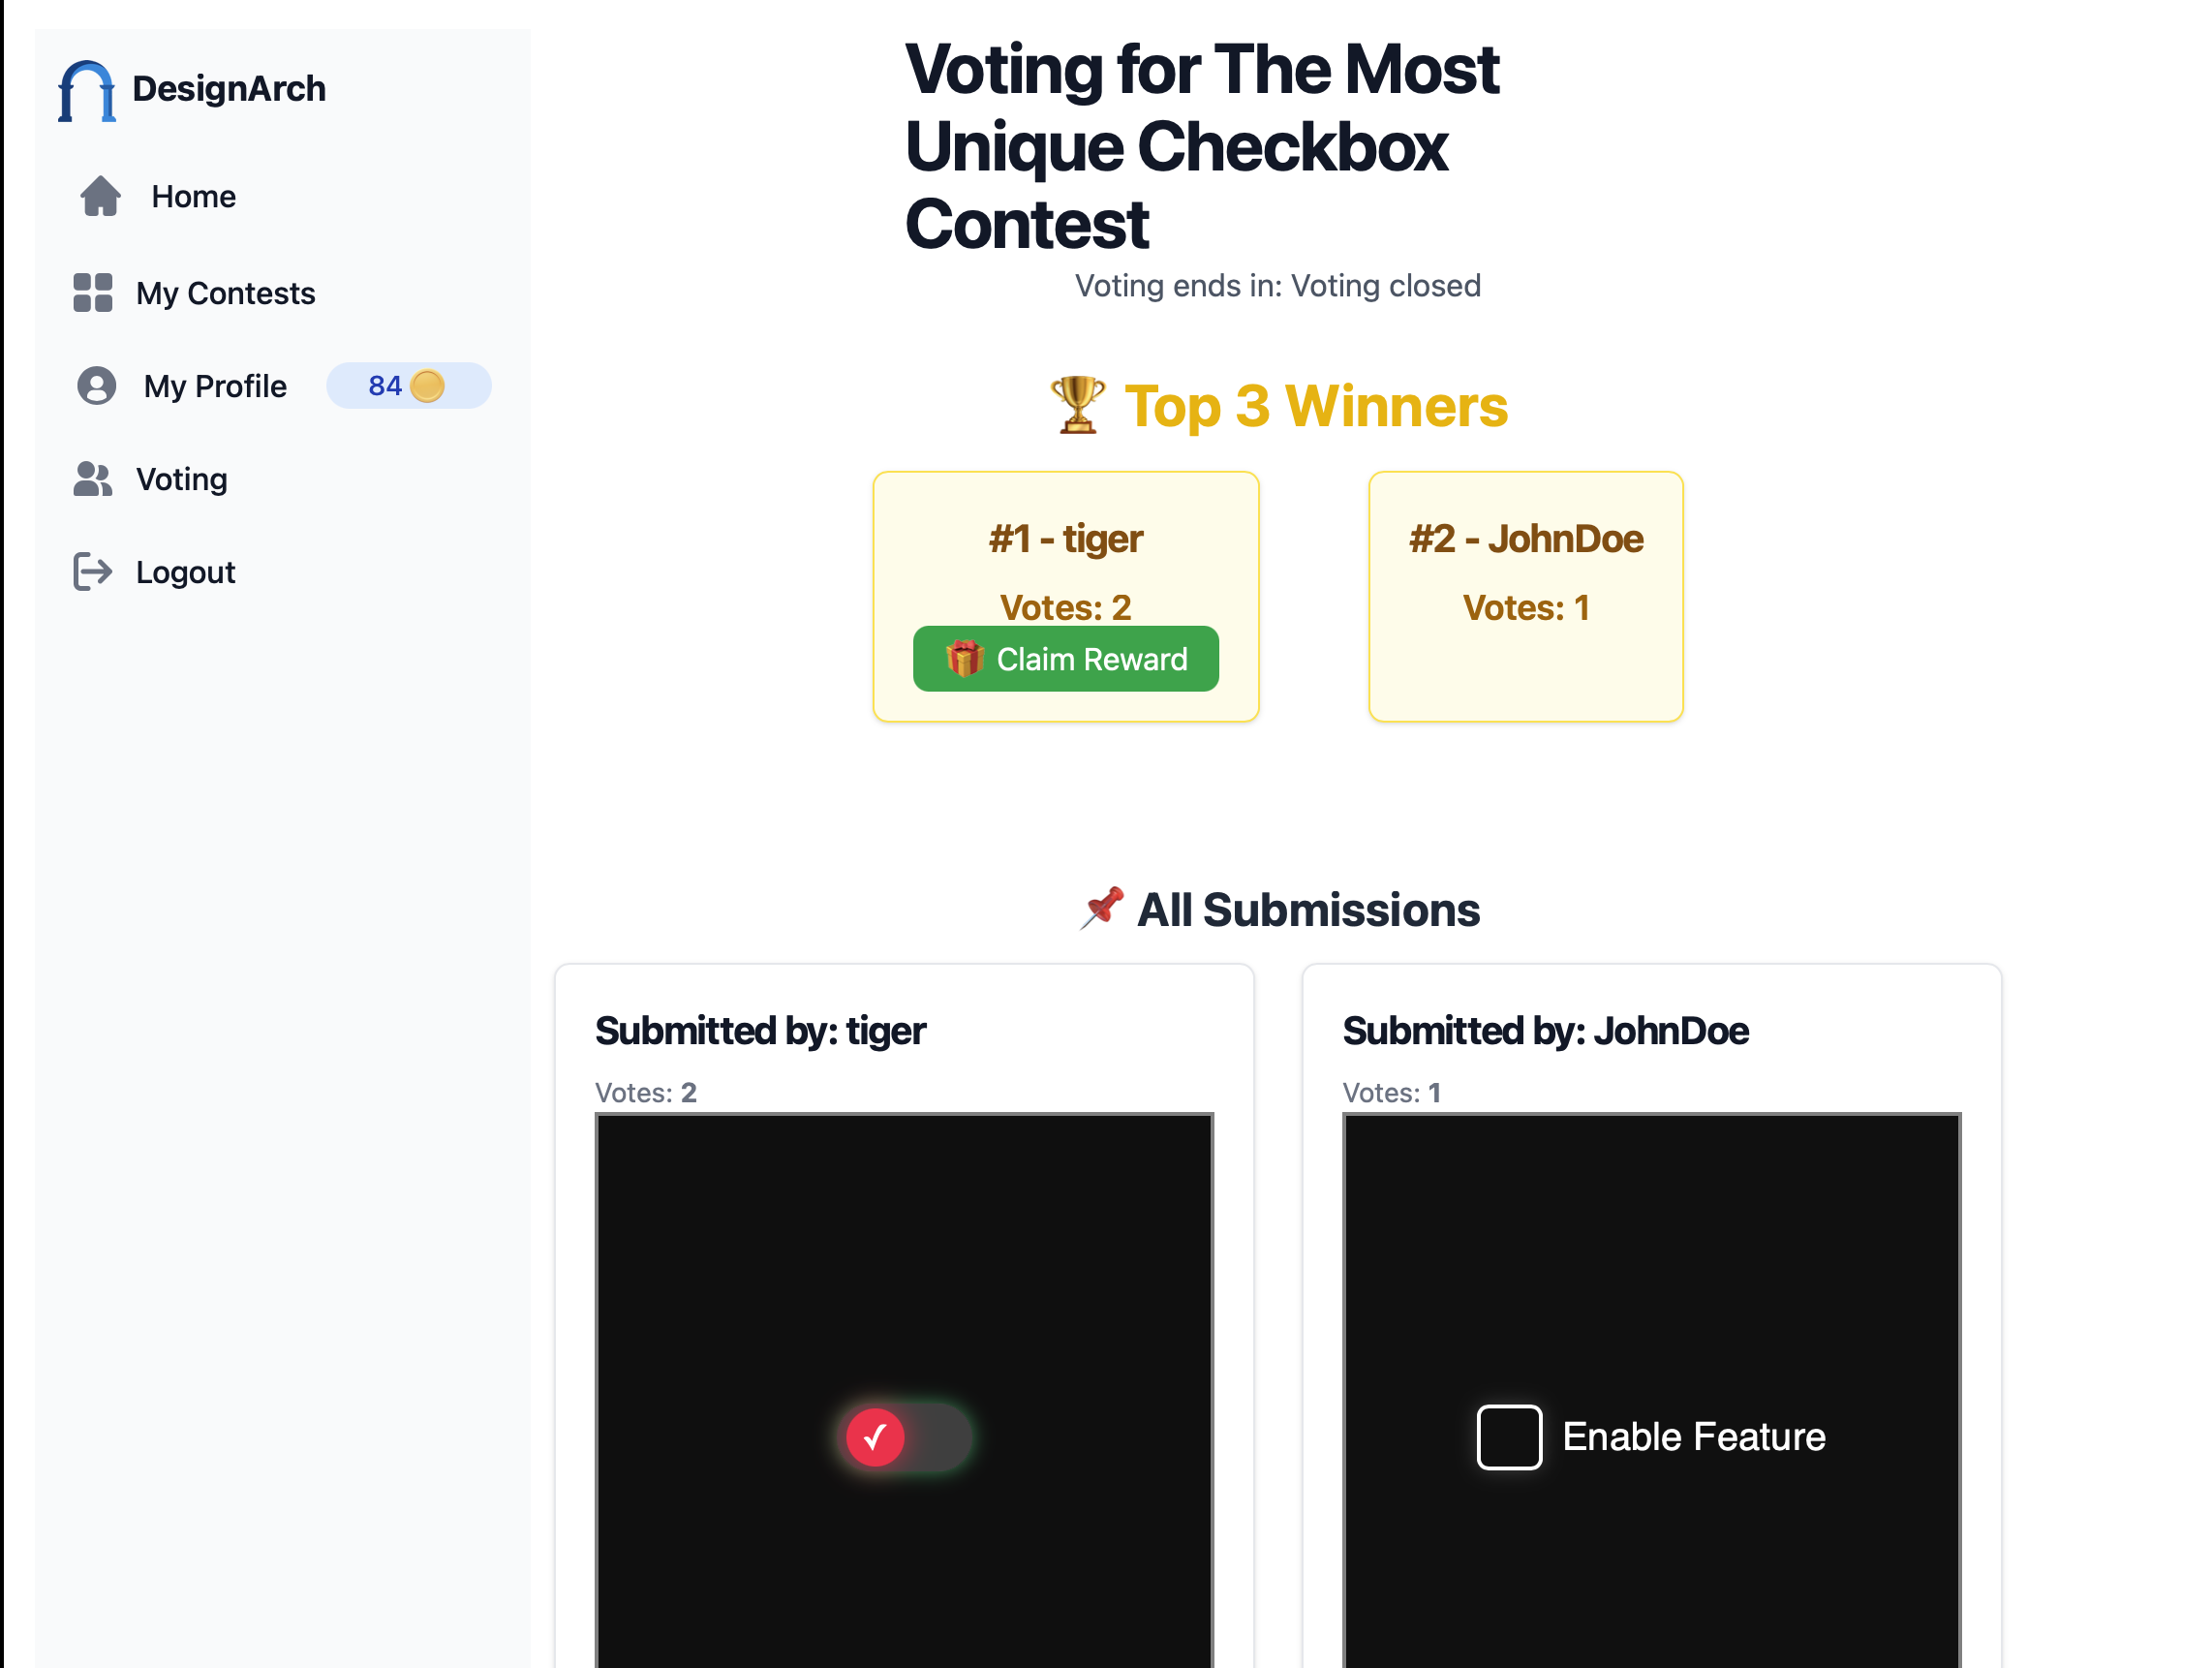 DesignArch
Home
My Contests
My Profile 84
Voting
Logout
Voting for The Most
Unique Checkbox
Contest
Voting ends in: Voting closed
🏆 Top 3 Winners
#1 - tiger
Votes: 2
🎁 Claim Reward
#2 - JohnDoe
Votes: 1
📌 All Submissions
Submitted by: tiger
Votes: 2
Submitted by: JohnDoe
Votes: 1
Enable Feature